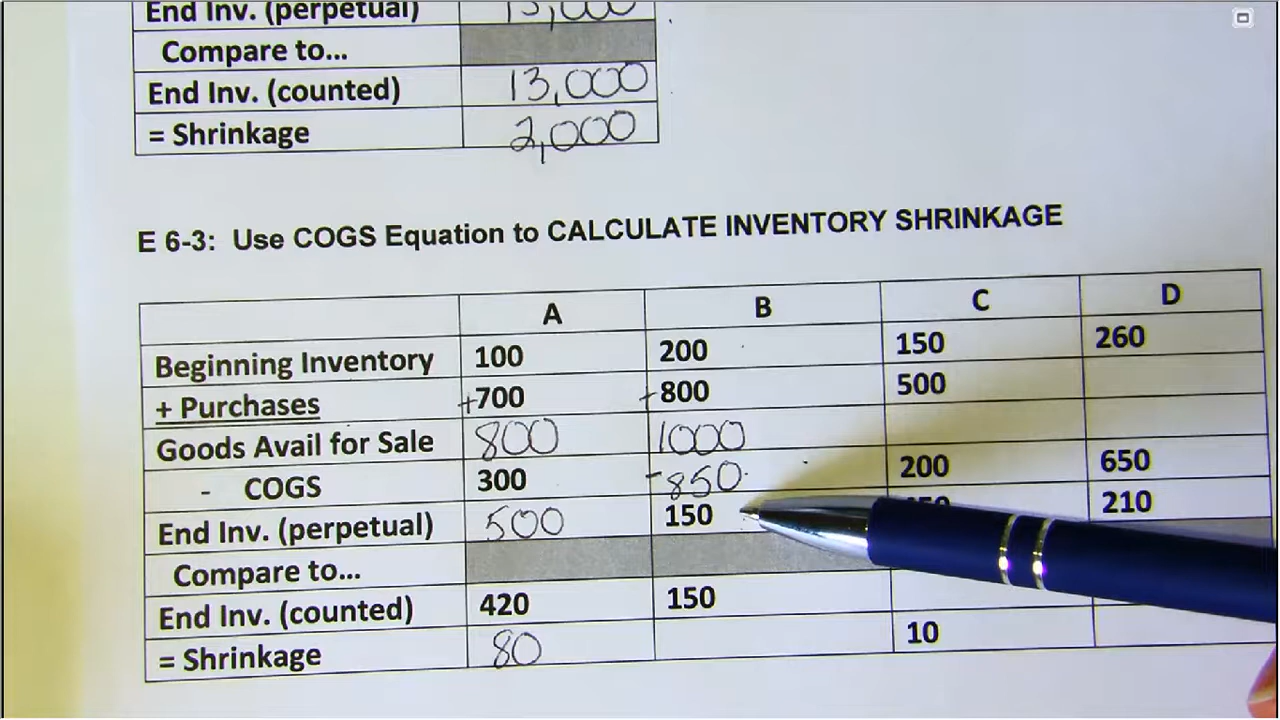 End Inv. (perpetual) 15,000
Compare to...
End Inv. (counted) 13,000
= Shrinkage 2,000
E 6-3: Use COGS Equation to CALCULATE INVENTORY SHRINKAGE
A B C D
Beginning Inventory 100 200 150 260
+ Purchases +700 +800 500
Goods Avail for Sale 800 1000
- COGS 300 -850 200 650
End Inv. (perpetual) 500 150 210
Compare to...
End Inv. (counted) 420 150
= Shrinkage 80 10